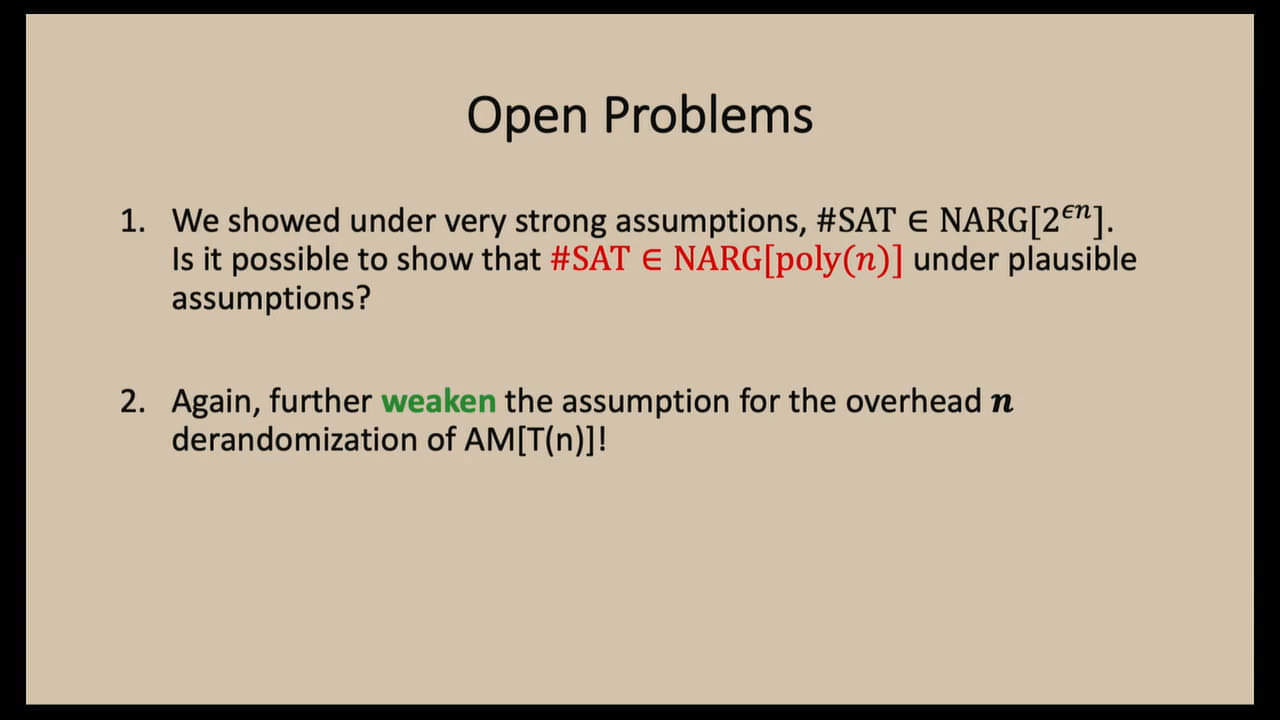 Open Problems
1. We showed under very strong assumptions, #SAT ∈ NARG[2^{ϵn}].
Is it possible to show that #SAT ∈ NARG[poly(n)] under plausible
assumptions?
2. Again, further weaken the assumption for the overhead n
derandomization of AM[T(n)]!